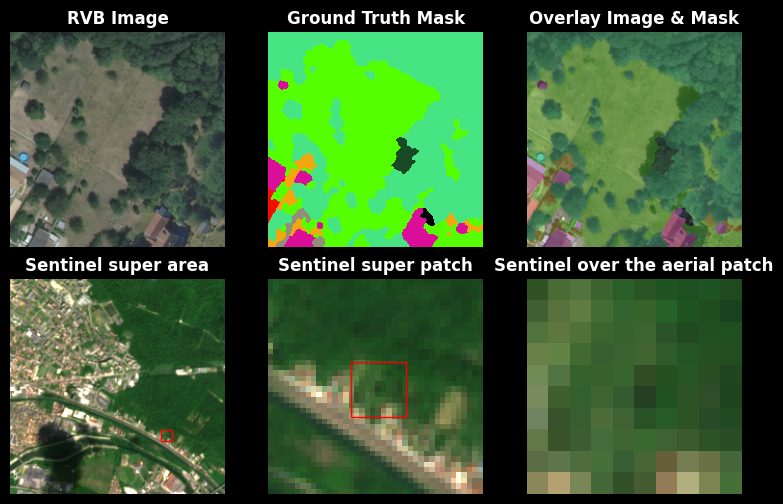 RVB Image
Ground Truth Mask
Overlay Image & Mask
Sentinel super area
Sentinel super patch
Sentinel over the aerial patch